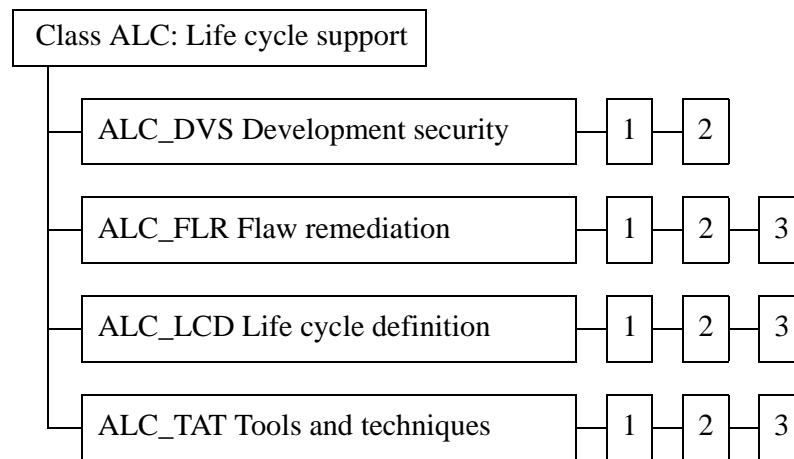 Class ALC: Life cycle support
ALC_DVS Development security 1 2
ALC_FLR Flaw remediation 1 2 3
ALC_LCD Life cycle definition 1 2 3
ALC_TAT Tools and techniques 1 2 3